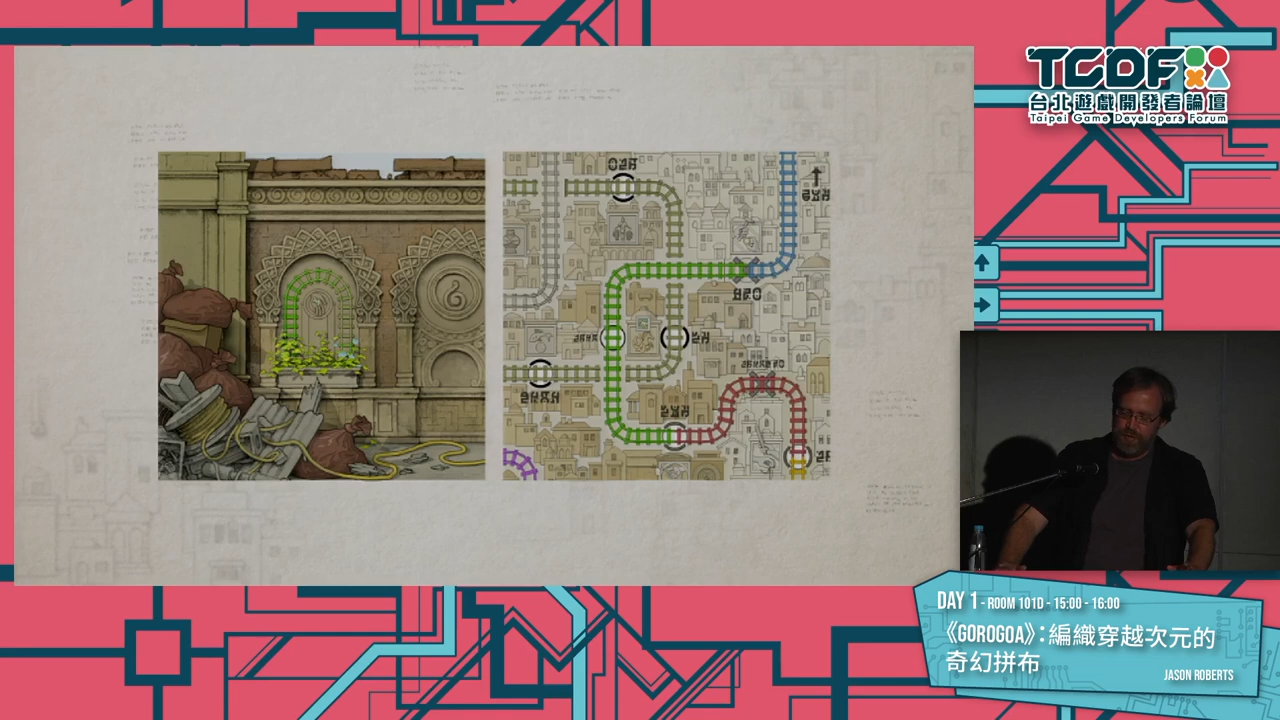 TGDF
台北遊戲開發者論壇
Taipei Game Developers Forum
DAY 1 - ROOM 101D - 15:00 - 16:00
《GOROGOA》：編織穿越次元的
奇幻拼布
JASON ROBERTS